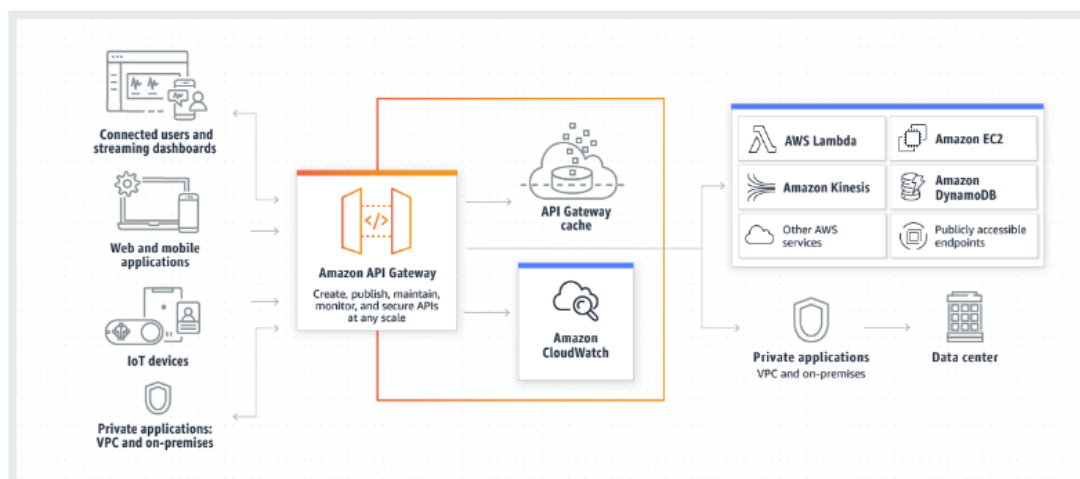 Connected users and
streaming dashboards
Web and mobile
applications
IoT devices
Private applications:
VPC and on-premises
</>
Amazon API Gateway
Create, publish, maintain,
monitor, and secure APIs
at any scale
API Gateway
cache
Amazon
CloudWatch
AWS Lambda
Amazon EC2
Amazon Kinesis
Amazon
DynamoDB
Other AWS
services
Publicly accessible
endpoints
Private applications
VPC and on-premises
Data center